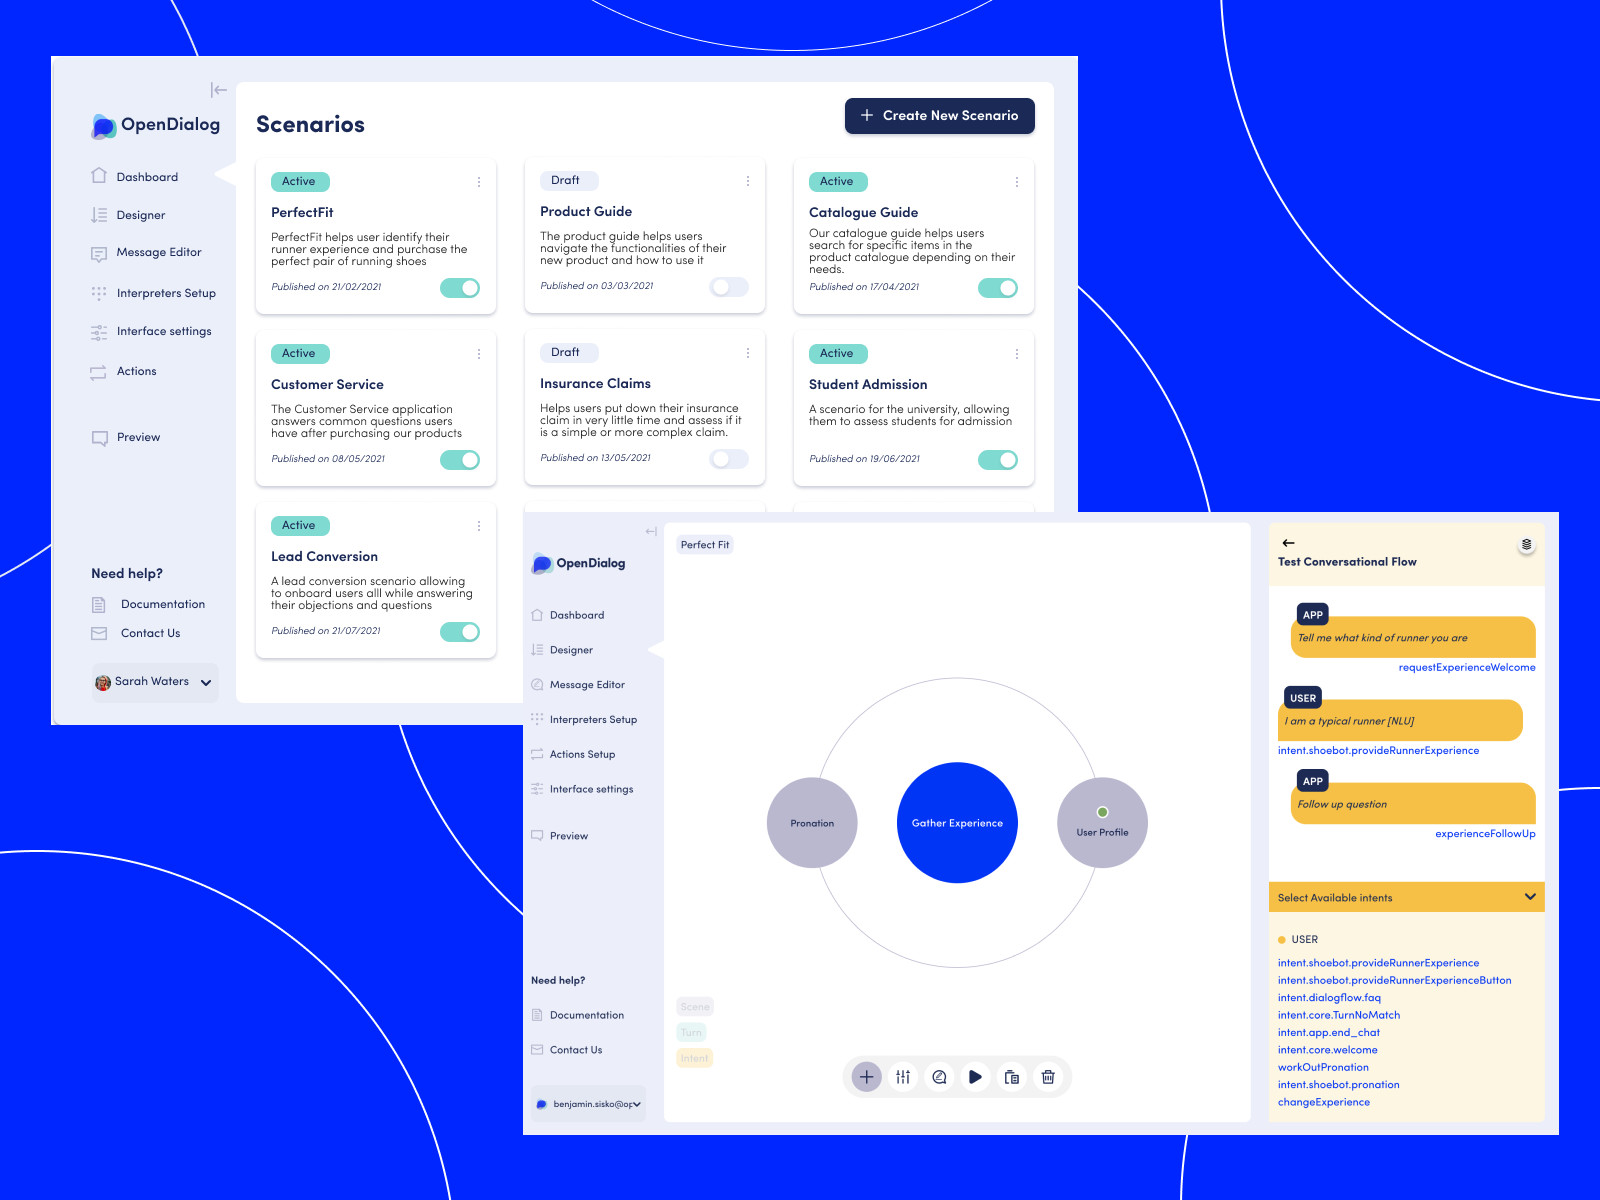 OpenDialog
Dashboard
Designer
Message Editor
Interpreters Setup
Interface settings
Actions
Preview
Need help?
Documentation
Contact Us
Sarah Waters
Scenarios
Create New Scenario
Active
PerfectFit
PerfectFit helps user identify their
runner experience and purchase the
perfect pair of running shoes
Published on 21/02/2021
Draft
Product Guide
The product guide helps users
navigate the functionalities of their
new product and how to use it
Published on 03/03/2021
Active
Catalogue Guide
Our catalogue guide helps users
search for specific items in the
product catalogue depending on their
needs.
Published on 17/04/2021
Active
Customer Service
The Customer Service application
answers common questions users
have after purchasing our products
Published on 08/05/2021
Draft
Insurance Claims
Helps users put down their insurance
claim in very little time and assess if it
is a simple or more complex claim.
Published on 13/05/2021
Active
Student Admission
A scenario for the university, allowing
them to assess students for admission
Published on 19/06/2021
Active
Lead Conversion
A lead conversion scenario allowing
to onboard users alll while answering
their objections and questions
Published on 21/07/2021
OpenDialog
Dashboard
Designer
Message Editor
Interpreters Setup
Actions Setup
Interface settings
Preview
Need help?
Documentation
Contact Us
benjamin.sisko@op
Perfect Fit
Pronation
Gather Experience
User Profile
Scene
Turn
Intent
Test Conversational Flow
APP
Tell me what kind of runner you are
requestExperienceWelcome
USER
I am a typical runner [NLU]
intent.shoebot.provideRunnerExperience
APP
Follow up question
experienceFollowUp
Select Available intents
USER
intent.shoebot.provideRunnerExperience
intent.shoebot.provideRunnerExperienceButton
intent.dialogflow.faq
intent.core.TurnNoMatch
intent.app.end_chat
intent.core.welcome
workOutPronation
intent.shoebot.pronation
changeExperience